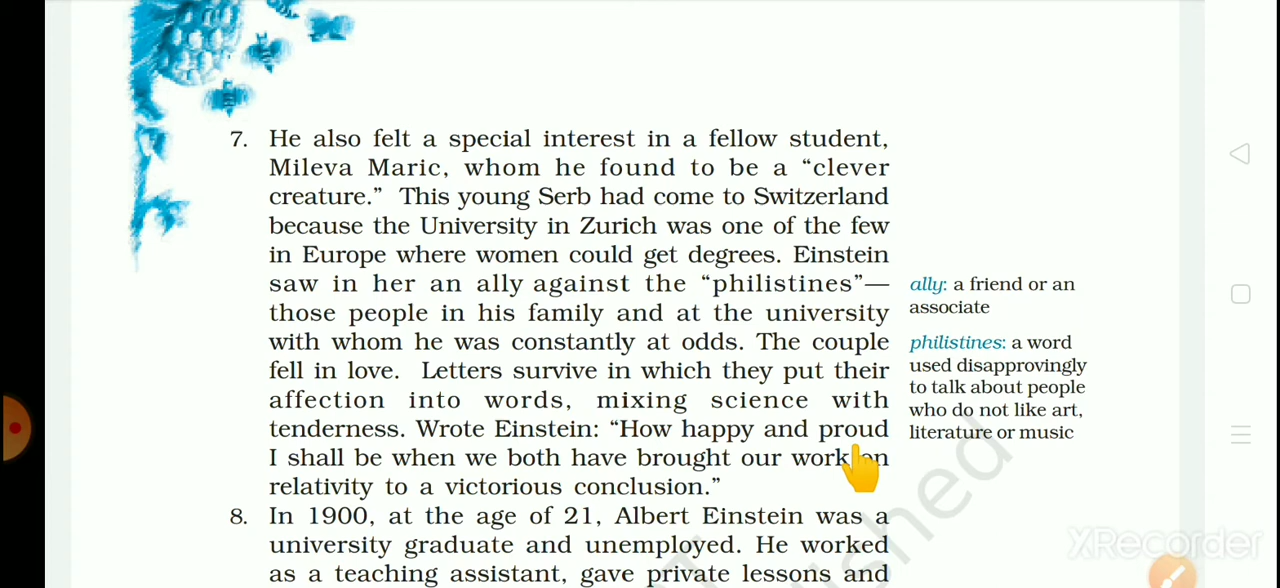 7. He also felt a special interest in a fellow student,
Mileva Maric, whom he found to be a “clever
creature.” This young Serb had come to Switzerland
because the University in Zurich was one of the few
in Europe where women could get degrees. Einstein
saw in her an ally against the “philistines”—
those people in his family and at the university
with whom he was constantly at odds. The couple
fell in love. Letters survive in which they put their
affection into words, mixing science with
tenderness. Wrote Einstein: “How happy and proud
I shall be when we both have brought our work on
relativity to a victorious conclusion.”
8. In 1900, at the age of 21, Albert Einstein was a
university graduate and unemployed. He worked
as a teaching assistant, gave private lessons and
ally: a friend or an
associate
philistines: a word
used disapprovingly
to talk about people
who do not like art,
literature or music
XRecorder